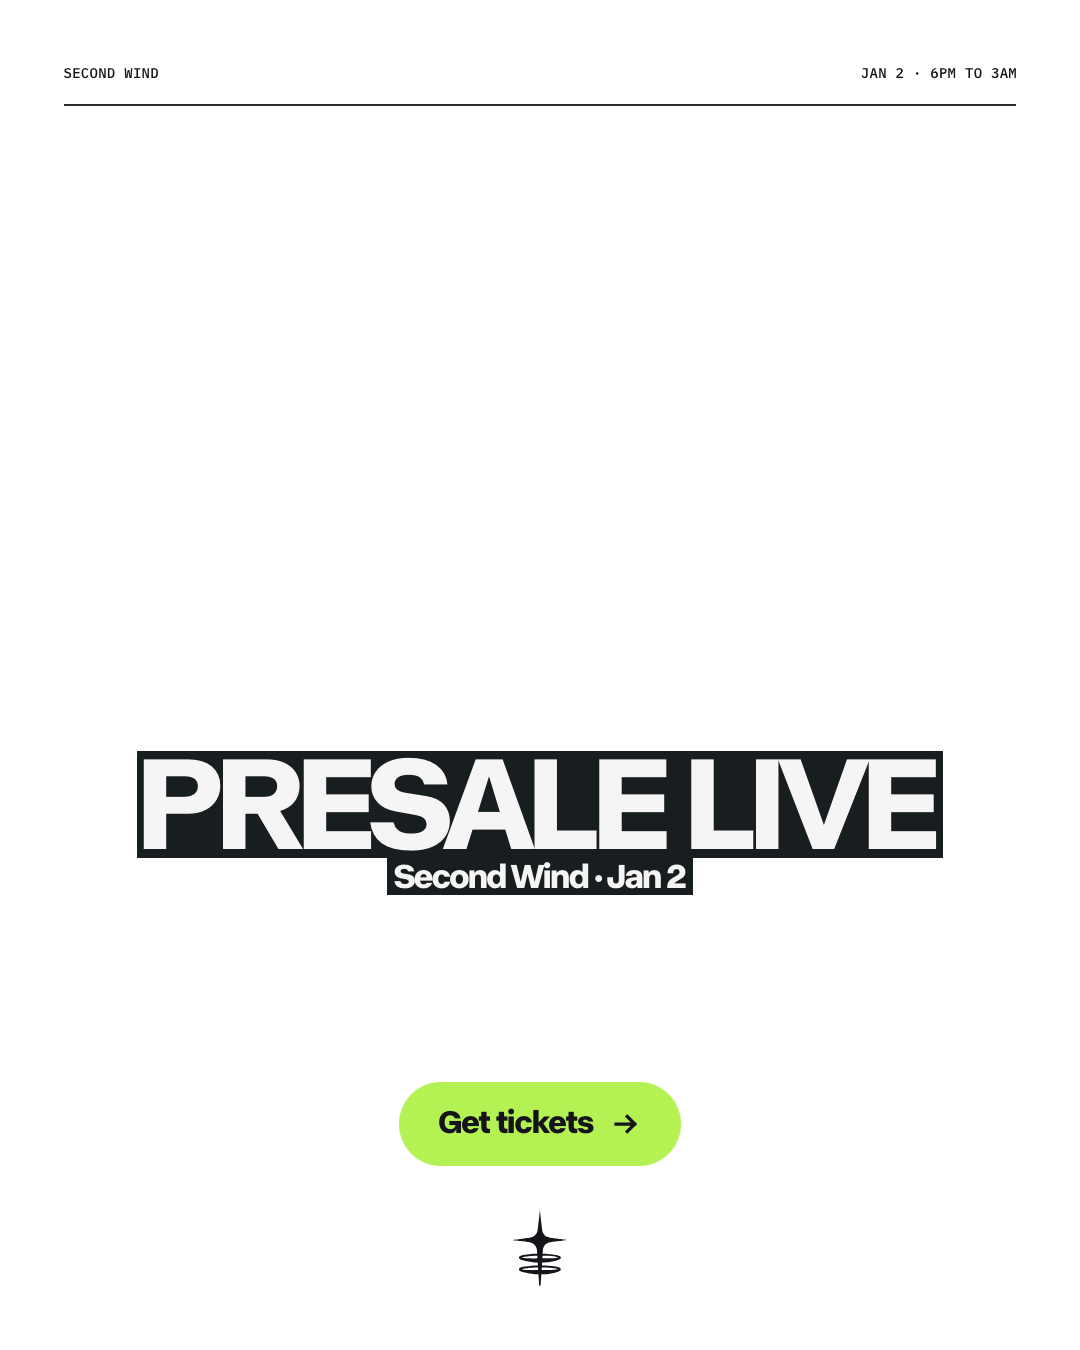 SECOND WIND
JAN 2 · 6PM TO 3AM
PRESALE LIVE
Second Wind · Jan 2
Get tickets →